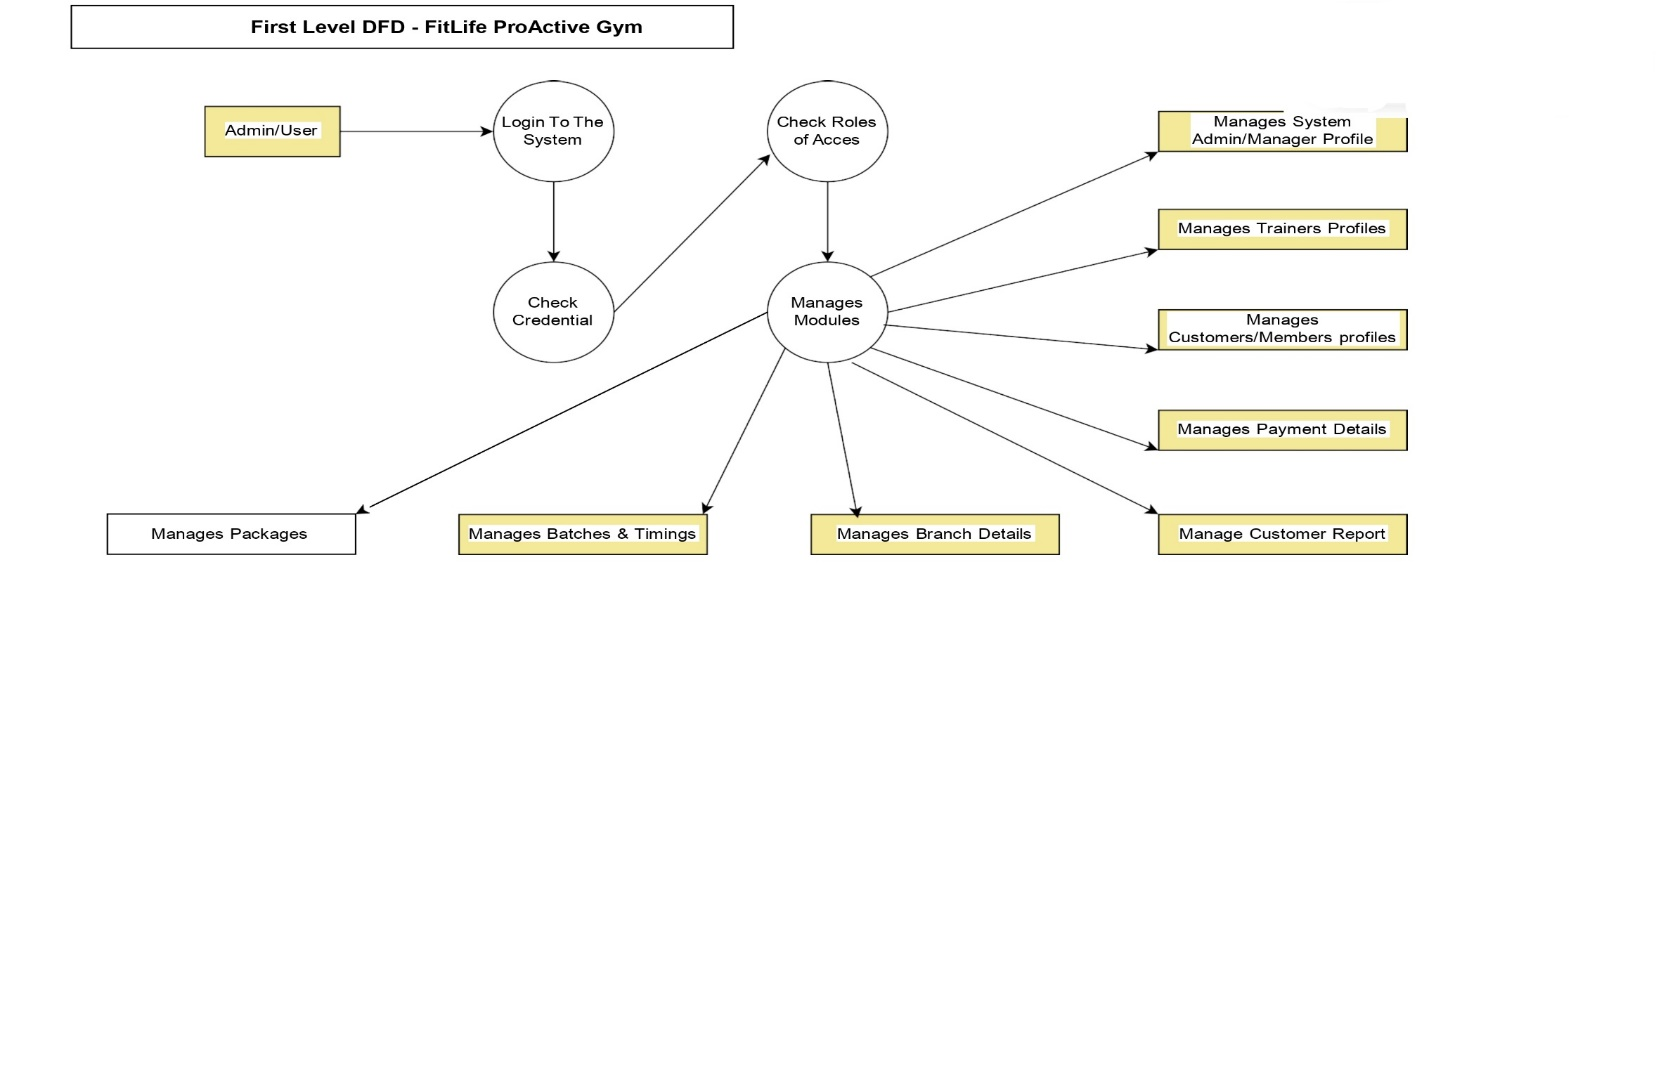 First Level DFD - FitLife ProActive Gym
Admin/User
Login To The
System
Check Roles
of Acces
Manages System
Admin/Manager Profile
Manages Trainers Profiles
Check
Credential
Manages
Modules
Manages
Customers/Members profiles
Manages Payment Details
Manages Packages
Manages Batches & Timings
Manages Branch Details
Manage Customer Report